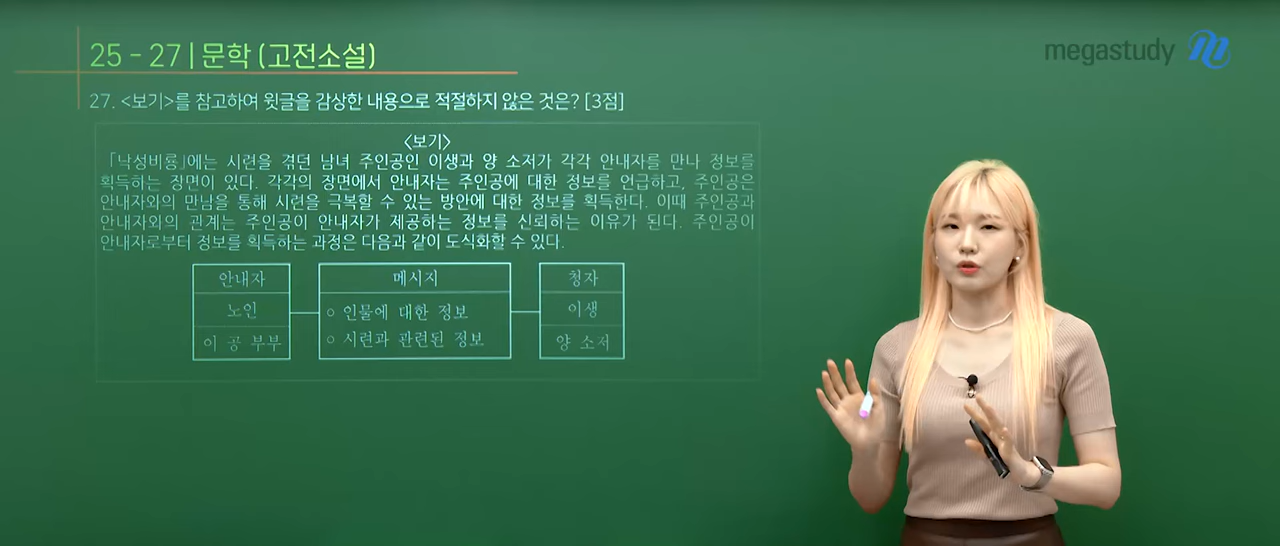 25 - 27 | 문학 (고전소설)
megastudy
27. <보기>를 참고하여 윗글을 감상한 내용으로 적절하지 않은 것은? [3점]
<보기>
「낙성비룡」에는 시련을 겪던 남녀 주인공인 이생과 양 소저가 각각 안내자를 만나 정보를
획득하는 장면이 있다. 각각의 장면에서 안내자는 주인공에 대한 정보를 언급하고, 주인공은
안내자와의 만남을 통해 시련을 극복할 수 있는 방안에 대한 정보를 획득한다. 이때 주인공과
안내자와의 관계는 주인공이 안내자가 제공하는 정보를 신뢰하는 이유가 된다. 주인공이
안내자로부터 정보를 획득하는 과정은 다음과 같이 도식화할 수 있다.
안내자 메시지 청자
노인 ○ 인물에 대한 정보 이생
이 공 부부 ○ 시련과 관련된 정보 양 소저